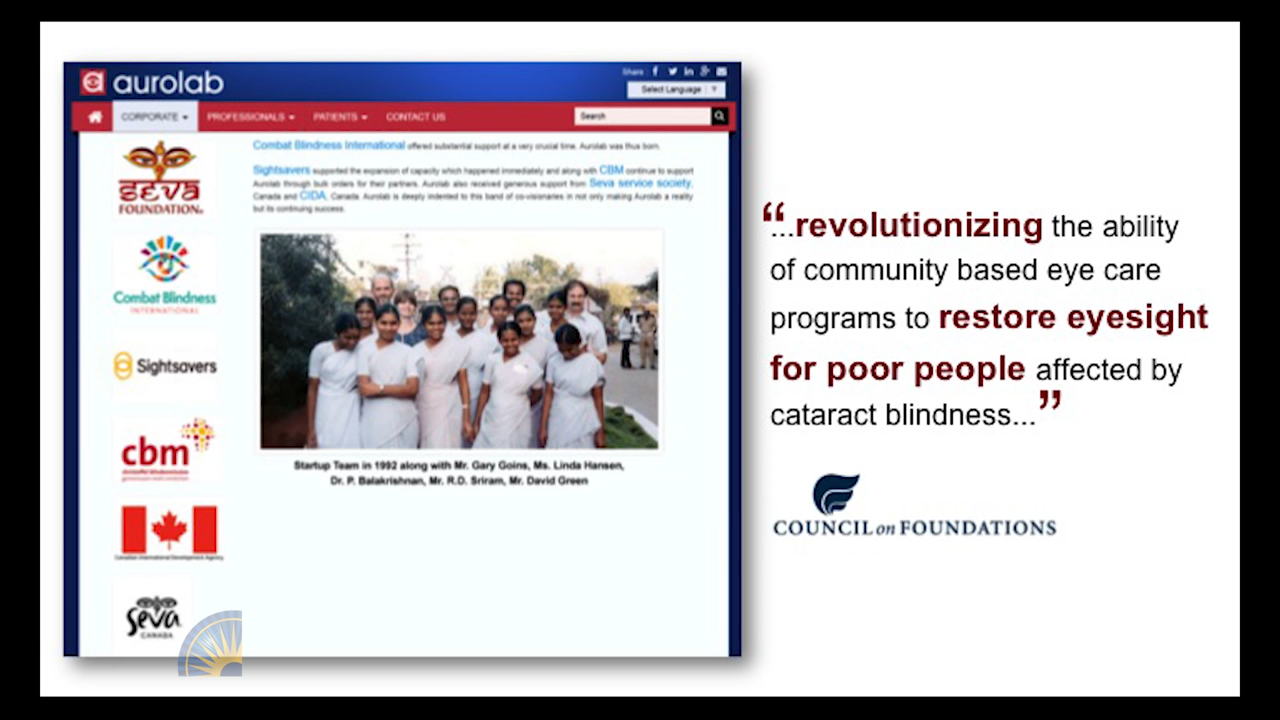 aurolab
Share
Select Language
CORPORATE PROFESSIONALS PATIENTS CONTACT US
Search
seva
FOUNDATION®
Combat Blindness
INTERNATIONAL
Sightsavers
cbm
Canadian International Development Agency
Seva
CANADA
Combat Blindness International offered substantial support at a very crucial time. Aurolab was thus born.
Sightsavers supported the expansion of capacity which happened immediately and along with CBM continue to support
Aurolab through bulk orders for their partners. Aurolab also received generous support from Seva service society,
Canada and CIDA, Canada. Aurolab is deeply indented to this band of co-visionaries in not only making Aurolab a reality
but its continuing success.
Startup Team in 1992 along with Mr. Gary Goins, Ms. Linda Hansen,
Dr. P. Balakrishnan, Mr. R.D. Sriram, Mr. David Green
“...revolutionizing the ability
of community based eye care
programs to restore eyesight
for poor people affected by
cataract blindness...”
COUNCIL on FOUNDATIONS